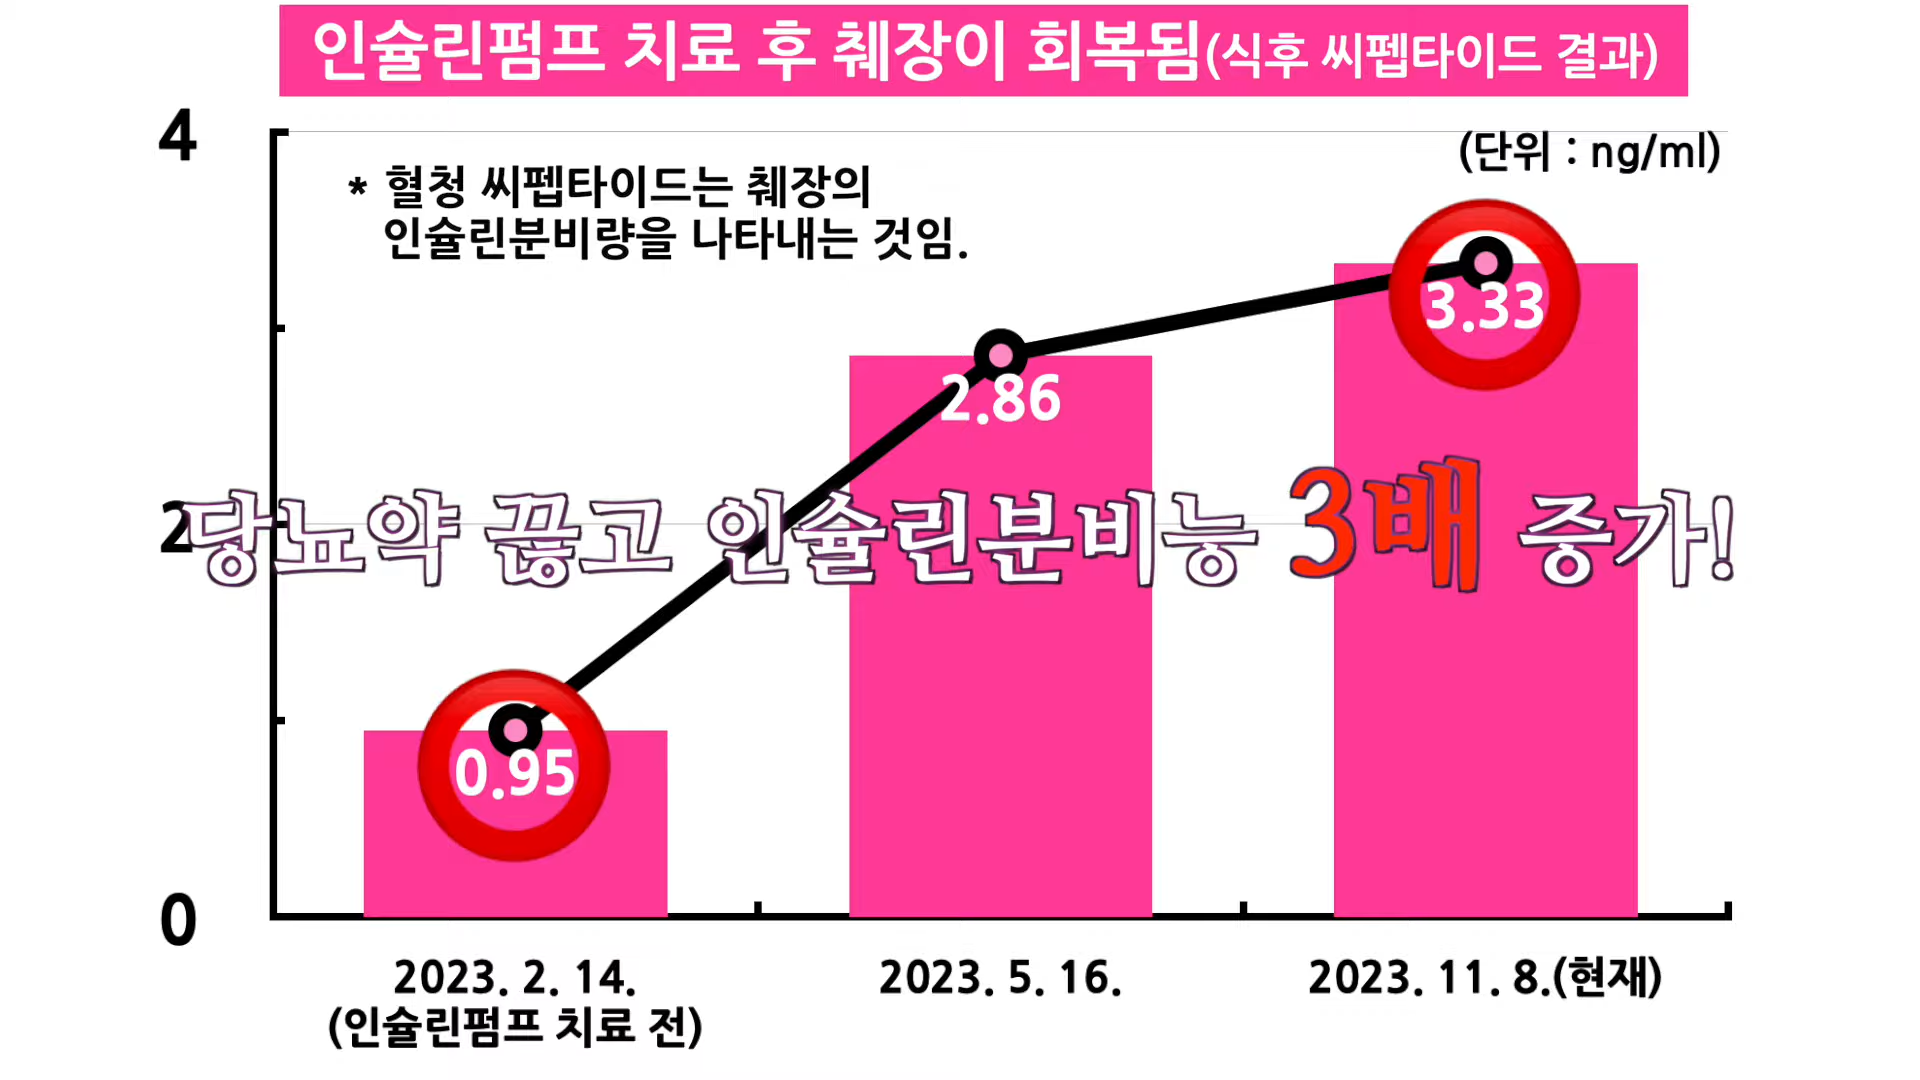 인슐린펌프 치료 후 췌장이 회복됨(식후 씨펩타이드 결과)
4
(단위 : ng/ml)
* 혈청 씨펩타이드는 췌장의
인슐린분비량을 나타내는 것임.
3.33
2.86
2
당뇨약 끊고 인슐린분비능 3배 증가!
0.95
0
2023. 2. 14.
(인슐린펌프 치료 전)
2023. 5. 16.
2023. 11. 8.(현재)